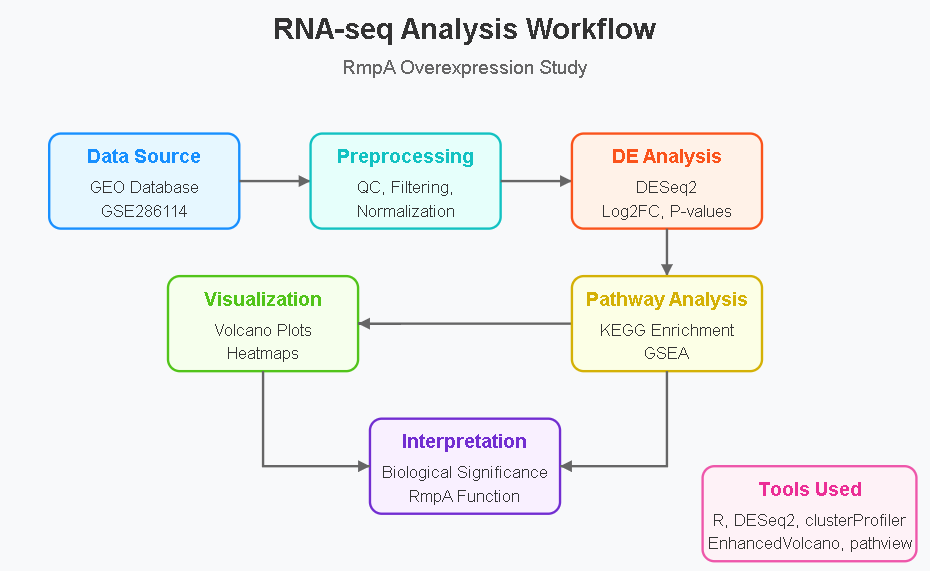 RNA-seq Analysis Workflow
RmpA Overexpression Study
Data Source
GEO Database
GSE286114
Preprocessing
QC, Filtering,
Normalization
DE Analysis
DESeq2
Log2FC, P-values
Visualization
Volcano Plots
Heatmaps
Pathway Analysis
KEGG Enrichment
GSEA
Interpretation
Biological Significance
RmpA Function
Tools Used
R, DESeq2, clusterProfiler
EnhancedVolcano, pathview